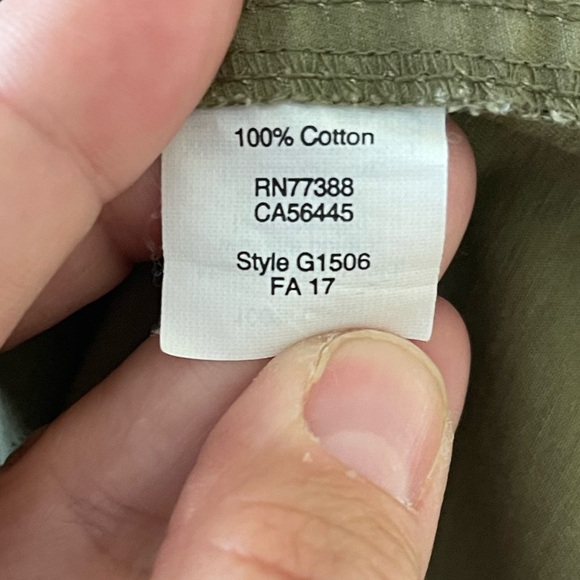 100% Cotton
RN77388
CA56445
Style G1506
FA 17